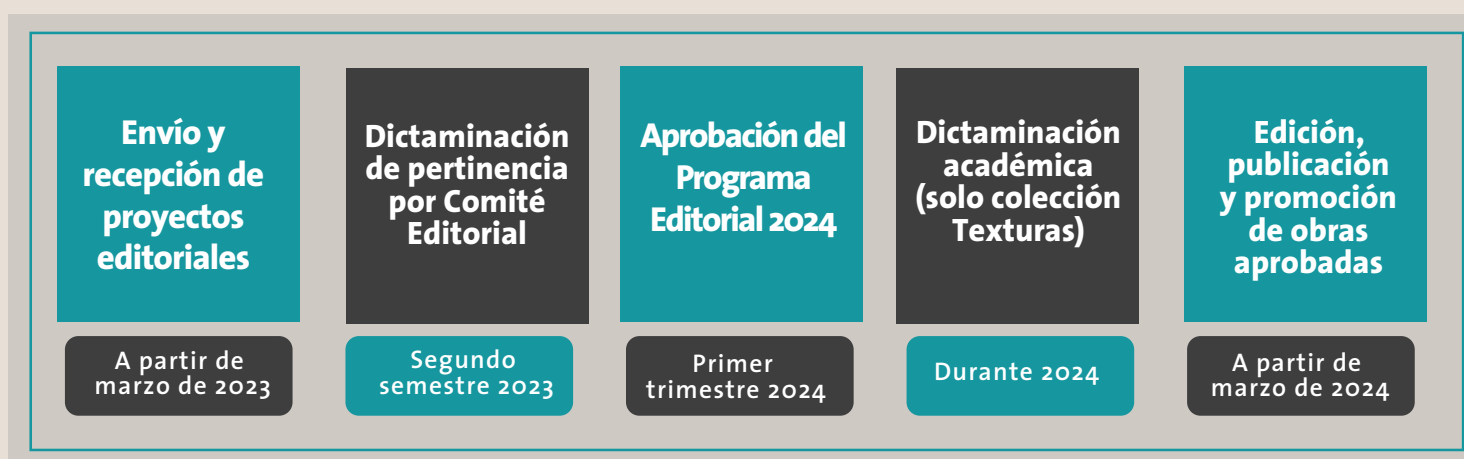 Envío y
recepción de
proyectos
editoriales
A partir de
marzo de 2023
Dictaminación
de pertinencia
por Comité
Editorial
Segundo
semestre 2023
Aprobación del
Programa
Editorial 2024
Primer
trimestre 2024
Dictaminación
académica
(solo colección
Texturas)
Durante 2024
Edición,
publicación
y promoción
de obras
aprobadas
A partir de
marzo de 2024